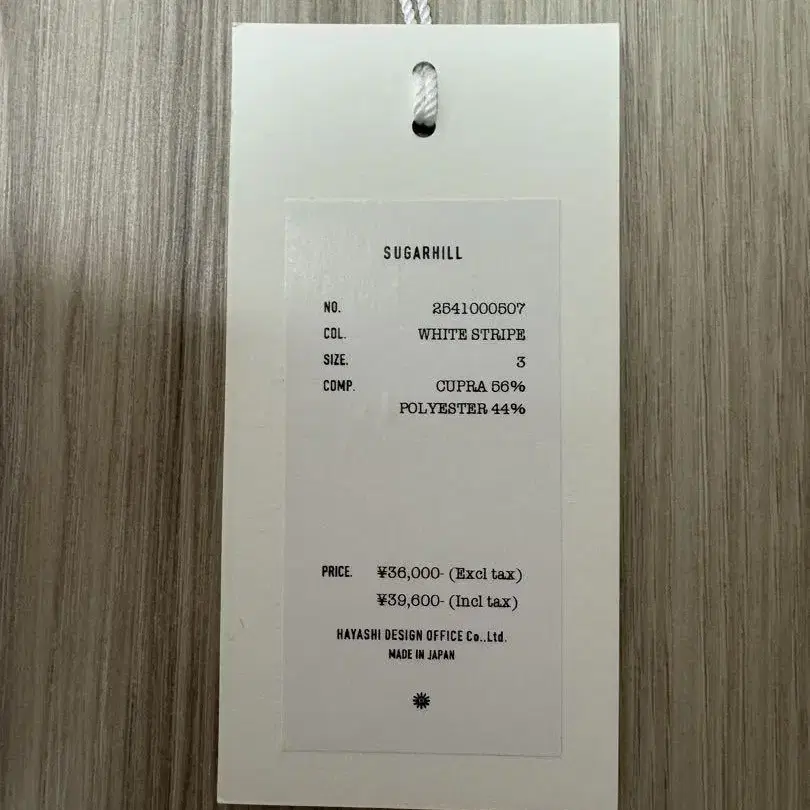 SUGARHILL
NO. 2541000507
COL. WHITE STRIPE
SIZE. 3
COMP. CUPRA 56%
POLYESTER 44%
PRICE. ¥36,000- (Excl tax)
¥39,600- (Incl tax)
HAYASHI DESIGN OFFICE Co.,Ltd.
MADE IN JAPAN